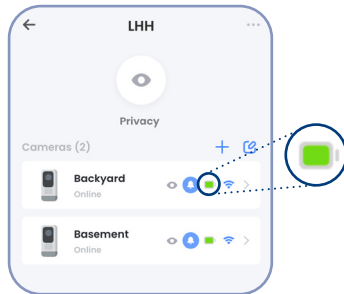 LHH
Privacy
Cameras (2)
Backyard
Online
Basement
Online